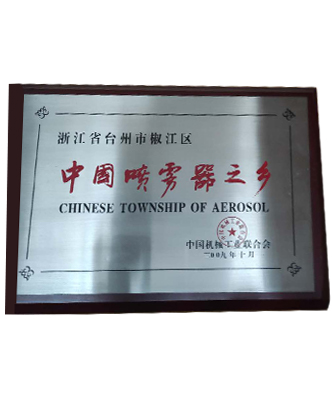 浙江省台州市椒江区
中国喷雾器之乡
CHINESE TOWNSHIP OF AEROSOL
中国机械工业联合会
二00九年十月